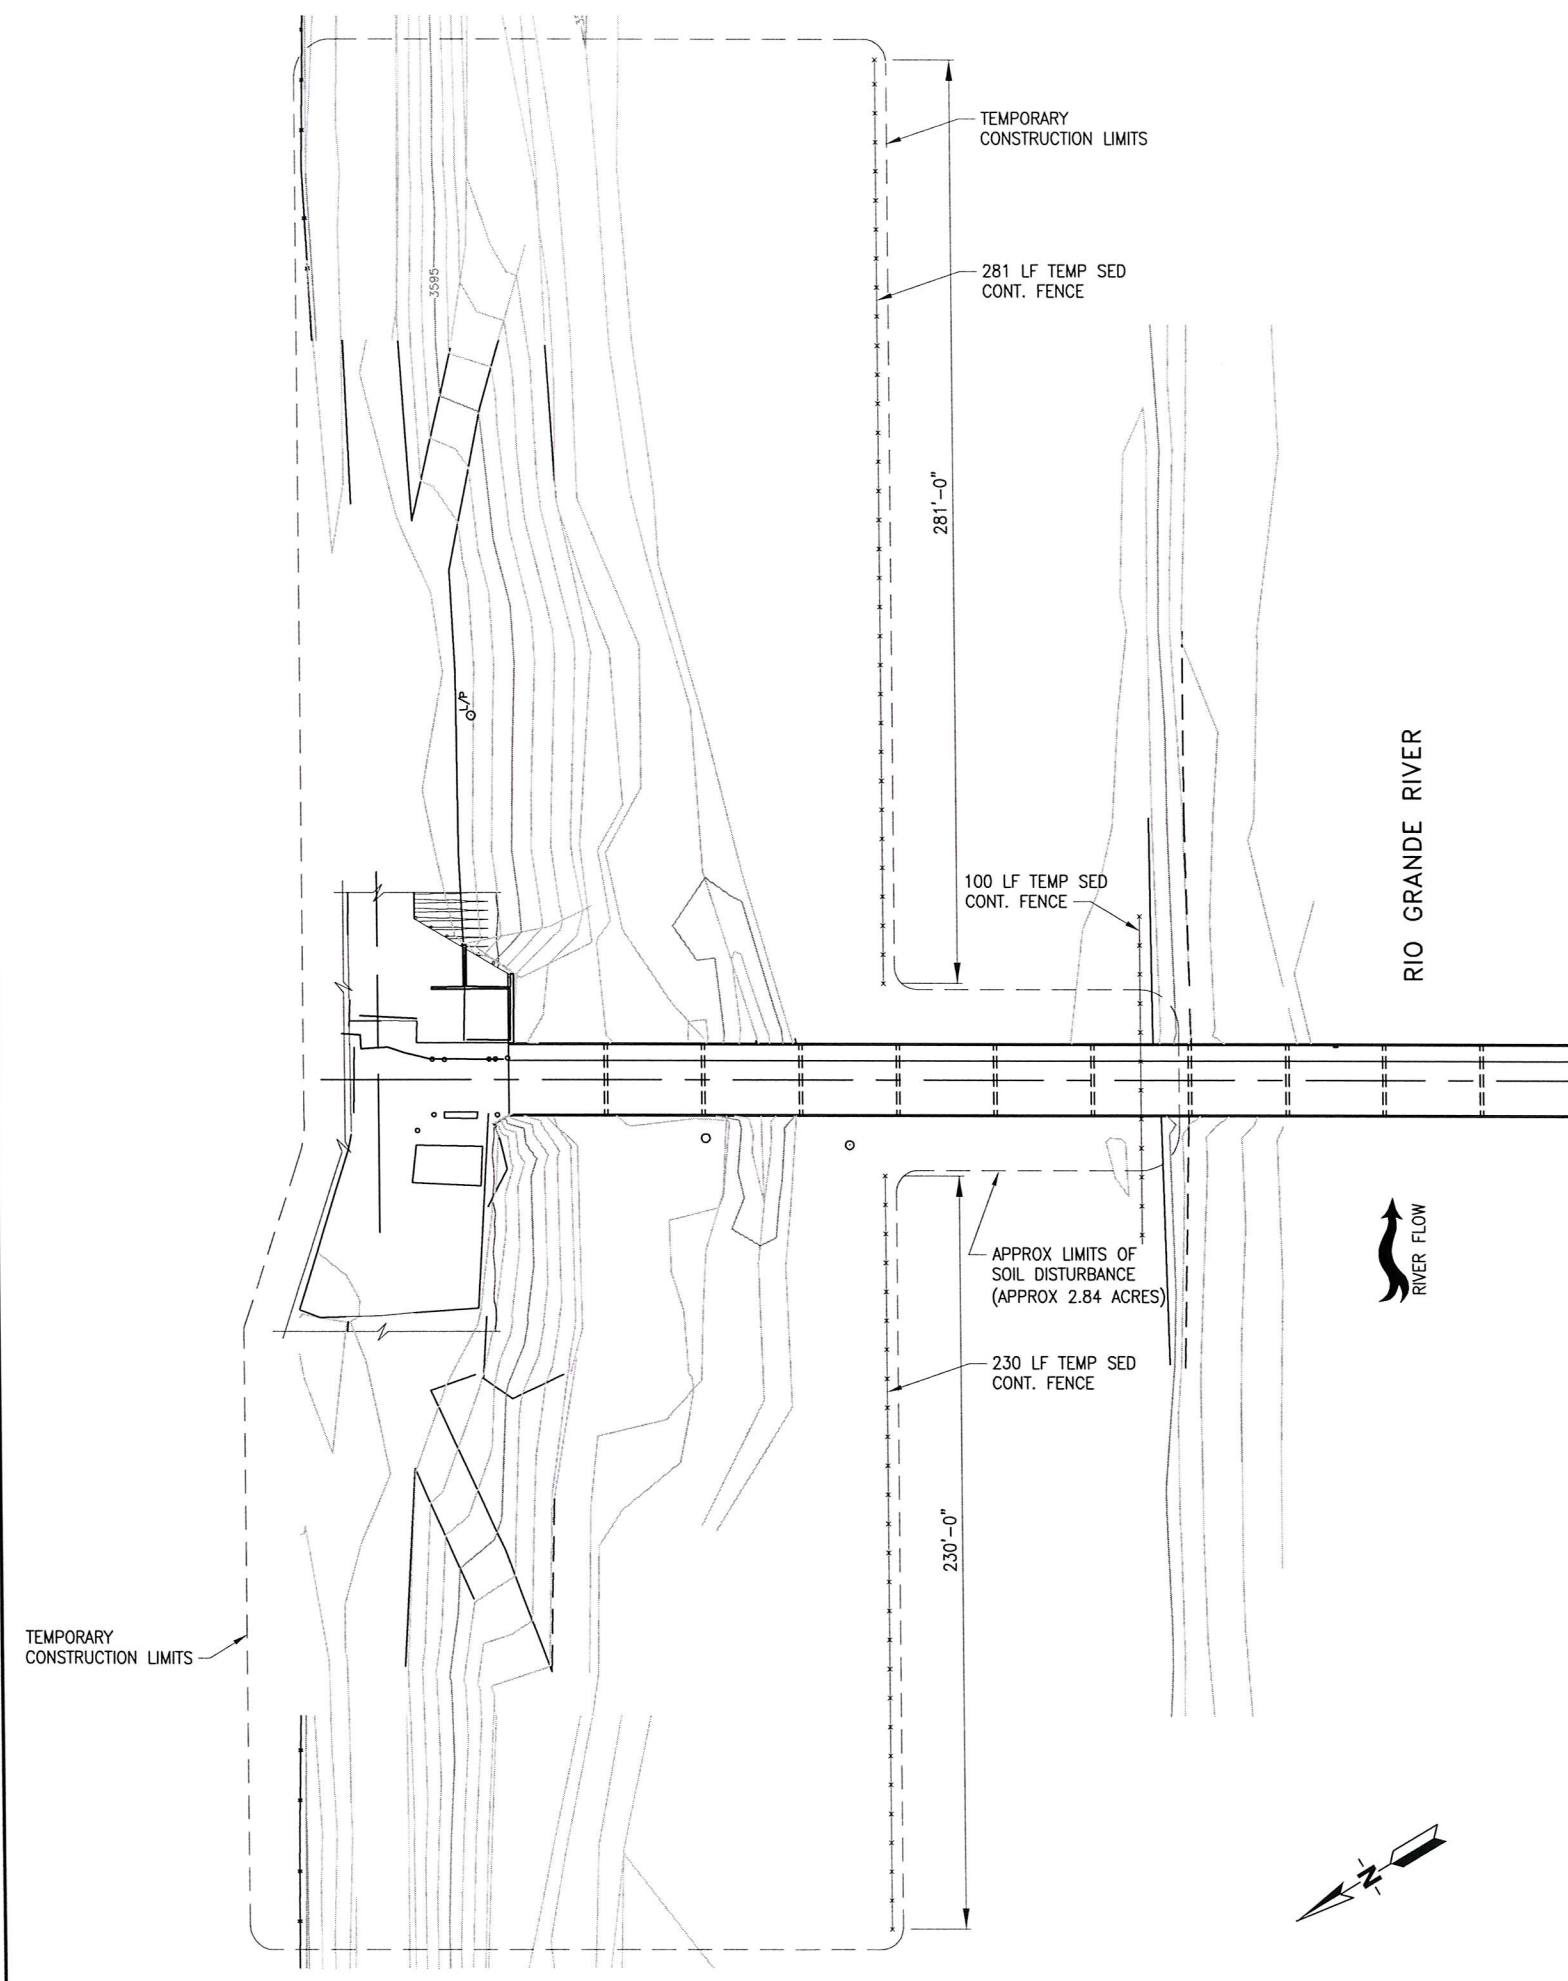 TEMPORARY
CONSTRUCTION LIMITS
3595
281 LF TEMP SED
CONT. FENCE
281'-0"
L/P
RIO GRANDE RIVER
100 LF TEMP SED
CONT. FENCE
APPROX LIMITS OF
SOIL DISTURBANCE
(APPROX 2.84 ACRES)
RIVER FLOW
230 LF TEMP SED
CONT. FENCE
230'-0"
TEMPORARY
CONSTRUCTION LIMITS
N